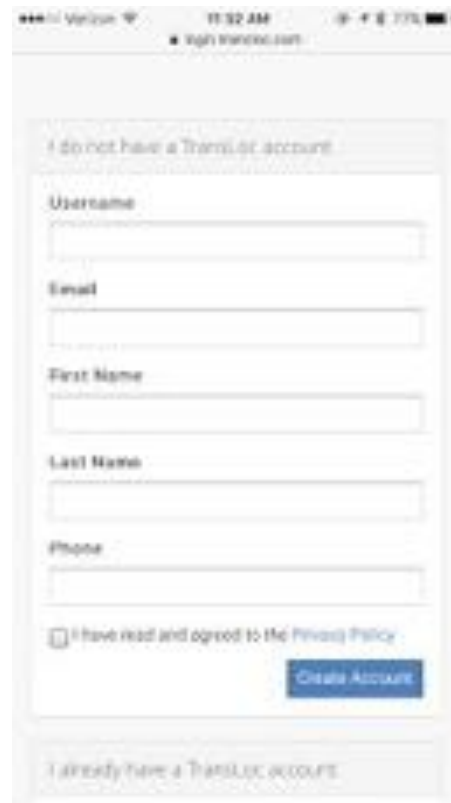 Verizon 11:32 AM 77%
login.transloc.com
I do not have a TransLoc account
Username
Email
First Name
Last Name
Phone
I have read and agreed to the Privacy Policy
Create Account
I already have a TransLoc account